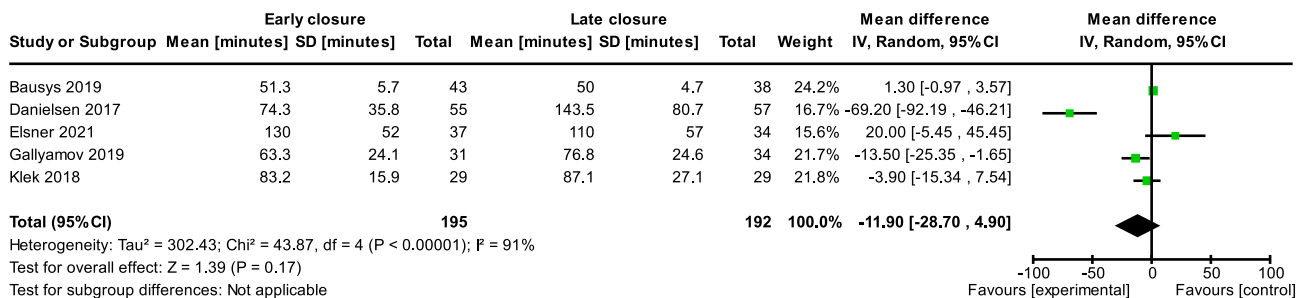 Early closure Late closure Mean difference Mean difference
Study or Subgroup Mean [minutes] SD [minutes] Total Mean [minutes] SD [minutes] Total Weight IV, Random, 95%CI IV, Random, 95%CI
Bausys 2019 51.3 5.7 43 50 4.7 38 24.2% 1.30 [-0.97 , 3.57]
Danielsen 2017 74.3 35.8 55 143.5 80.7 57 16.7% -69.20 [-92.19 , -46.21]
Elsner 2021 130 52 37 110 57 34 15.6% 20.00 [-5.45 , 45.45]
Gallyamov 2019 63.3 24.1 31 76.8 24.6 34 21.7% -13.50 [-25.35 , -1.65]
Klek 2018 83.2 15.9 29 87.1 27.1 29 21.8% -3.90 [-15.34 , 7.54]
Total (95%CI) 195 192 100.0% -11.90 [-28.70 , 4.90]
Heterogeneity: Tau² = 302.43; Chi² = 43.87, df = 4 (P < 0.00001); I² = 91%
Test for overall effect: Z = 1.39 (P = 0.17)
Test for subgroup differences: Not applicable
-100 -50 0 50 100
Favours [experimental] Favours [control]